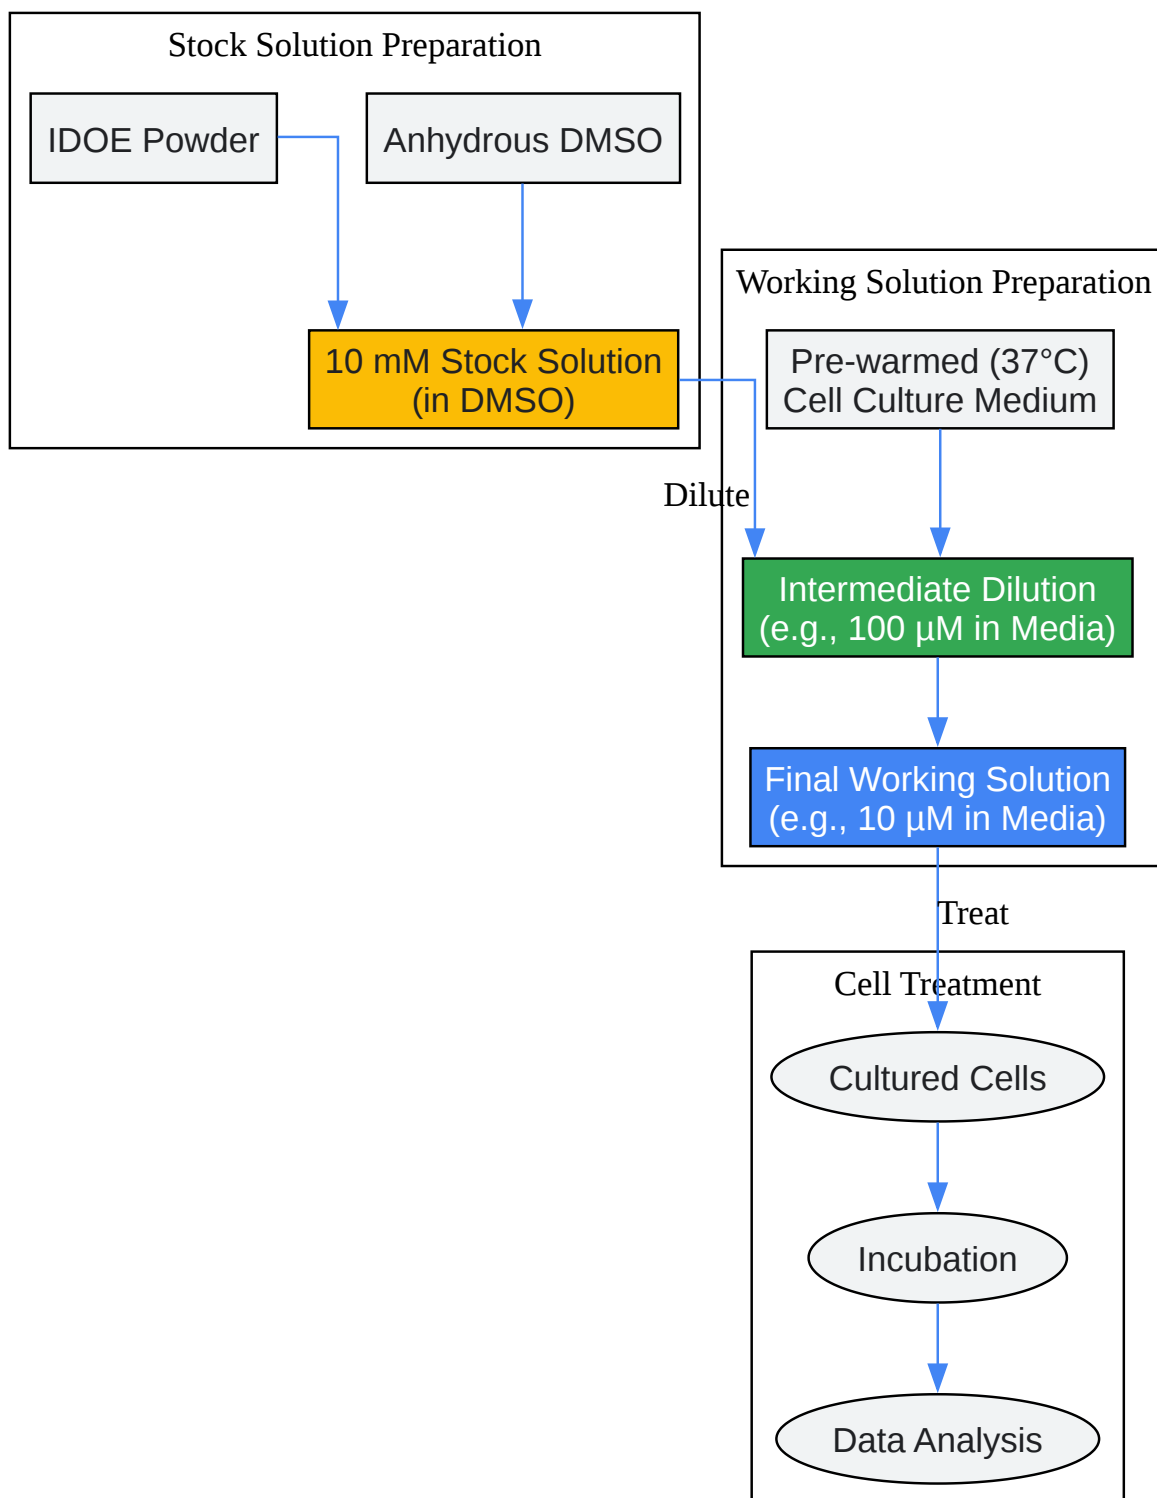 Stock Solution Preparation
IDOE Powder
Anhydrous DMSO
10 mM Stock Solution
(in DMSO)
Working Solution Preparation
Pre-warmed (37°C)
Cell Culture Medium
Dilute
Intermediate Dilution
(e.g., 100 µM in Media)
Final Working Solution
(e.g., 10 µM in Media)
Treat
Cell Treatment
Cultured Cells
Incubation
Data Analysis